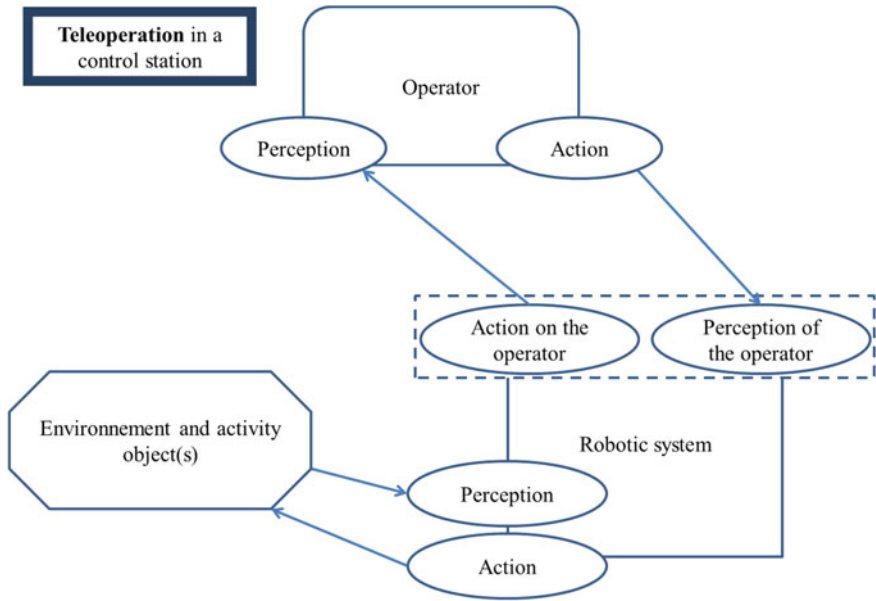 Teleoperation in a
control station
Operator
Perception
Action
Action on the
operator
Perception of
the operator
Environnement and activity
object(s)
Robotic system
Perception
Action